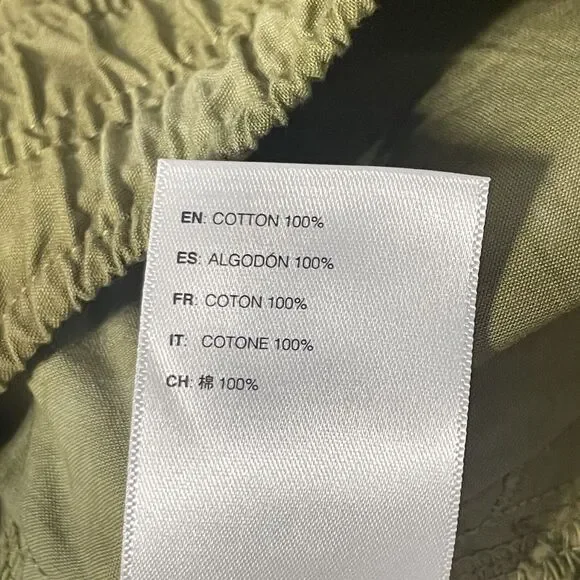 EN: COTTON 100%
ES: ALGODÓN 100%
FR: COTON 100%
IT: COTONE 100%
CH: 棉 100%